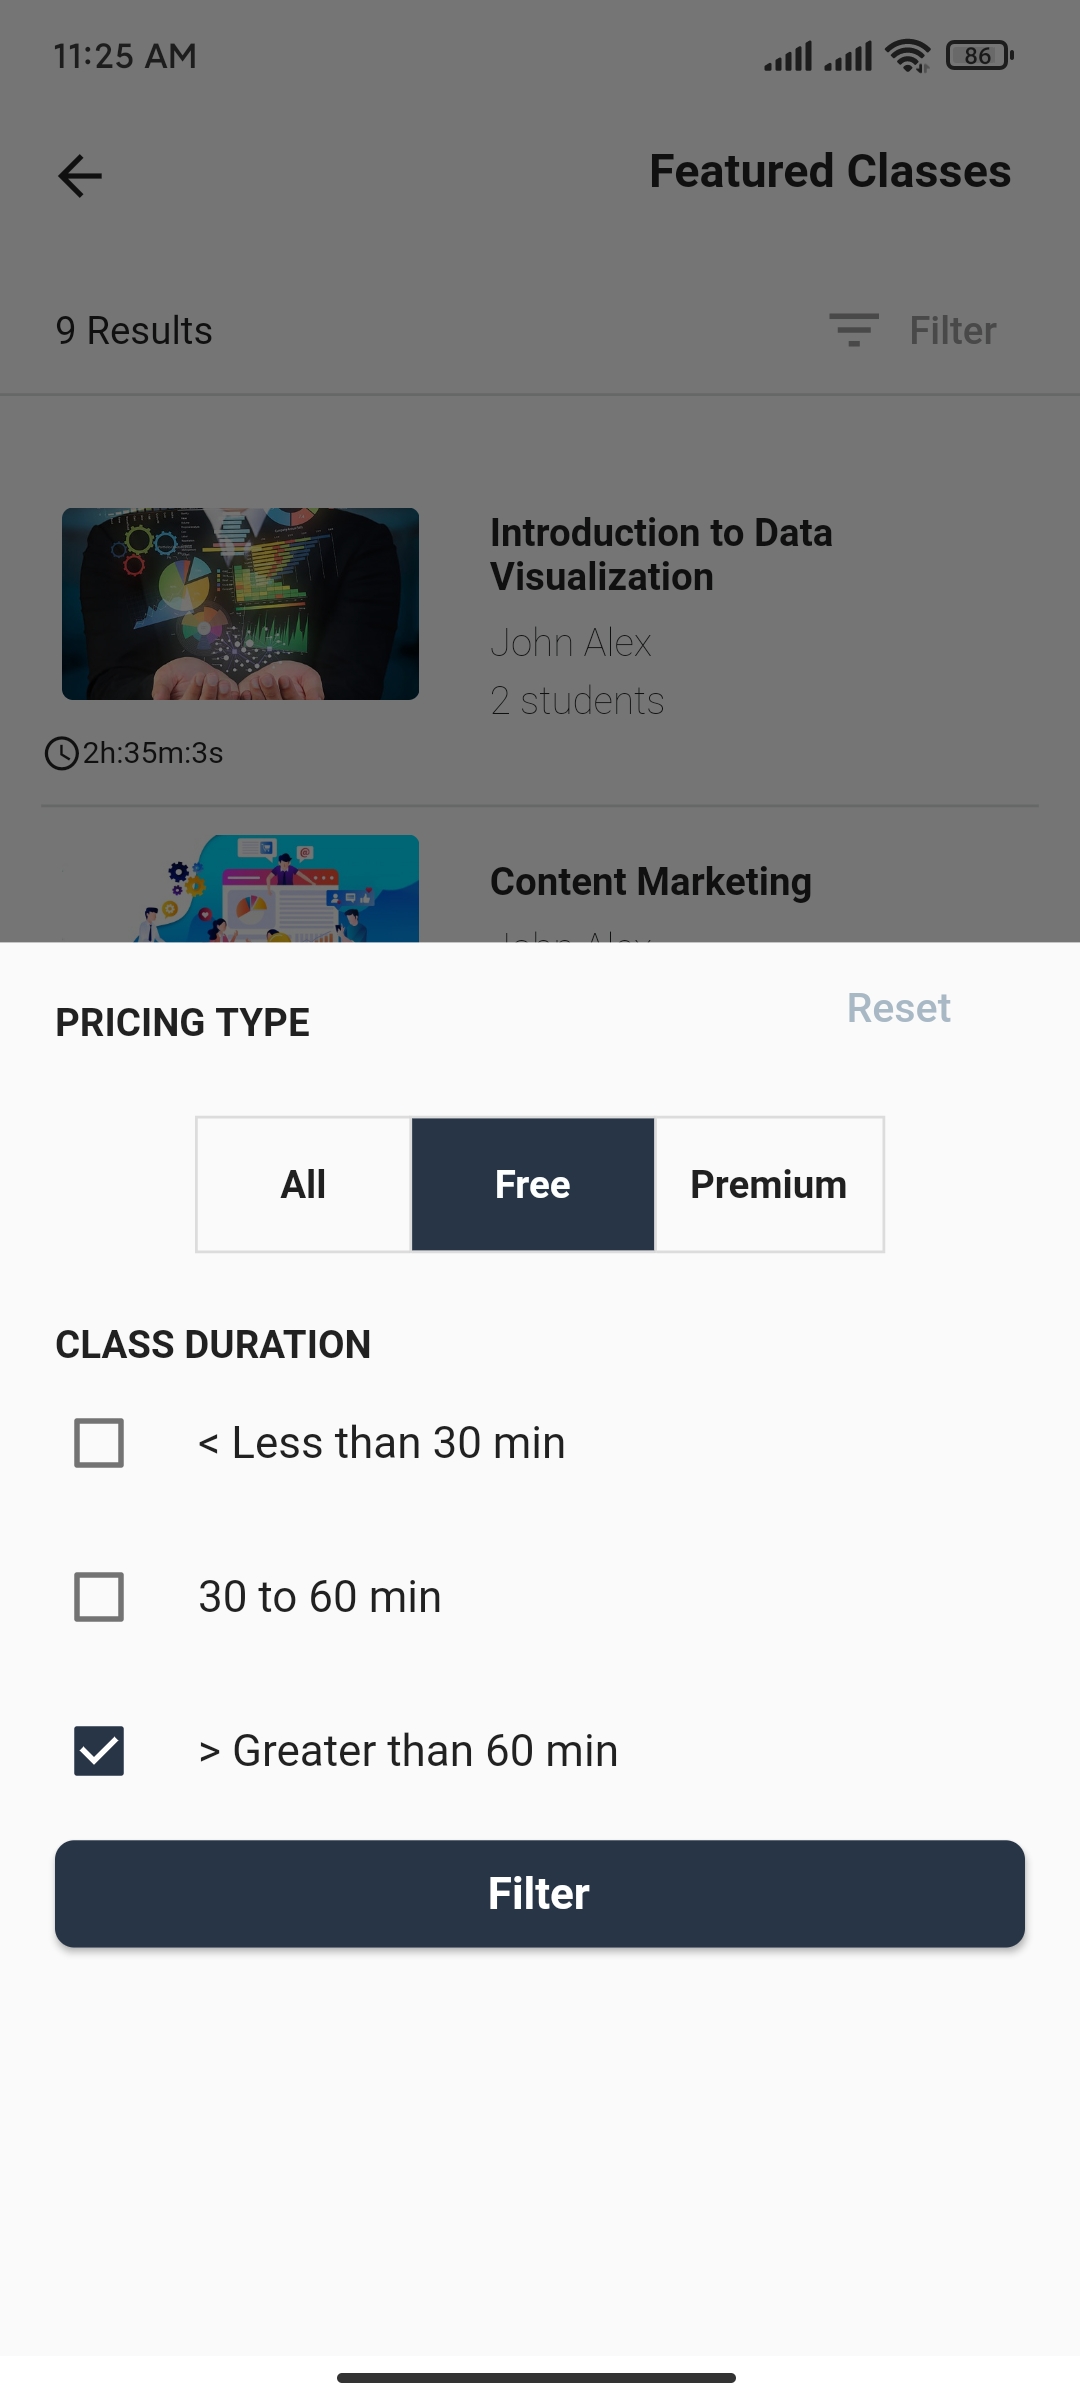 11:25 AM
86
Featured Classes
9 Results
Filter
Introduction to Data
Visualization
John Alex
2 students
2h:35m:3s
Content Marketing
John Alex
PRICING TYPE
Reset
All
Free
Premium
CLASS DURATION
< Less than 30 min
30 to 60 min
> Greater than 60 min
Filter